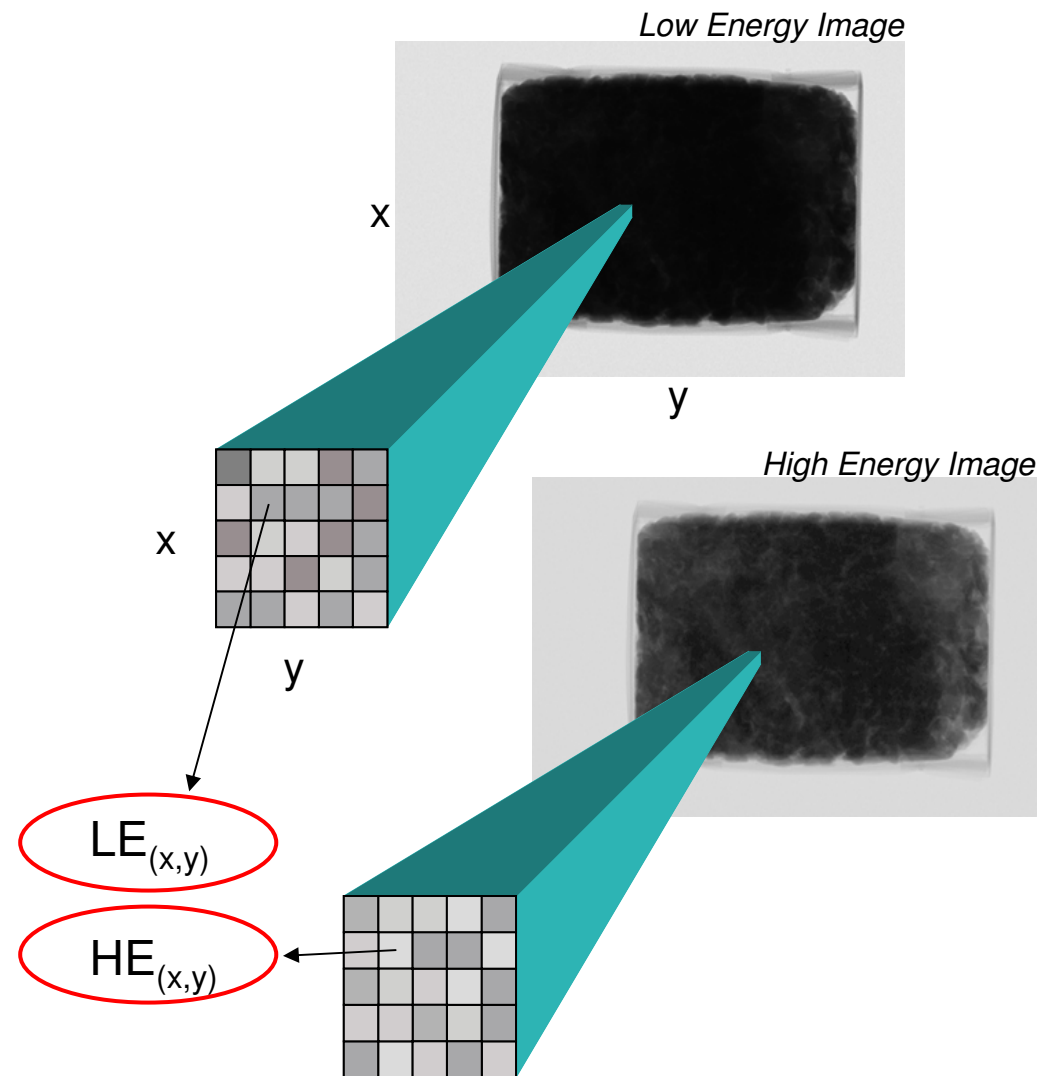 Low Energy Image
x
y
High Energy Image
x
y
LE(x,y)
HE(x,y)